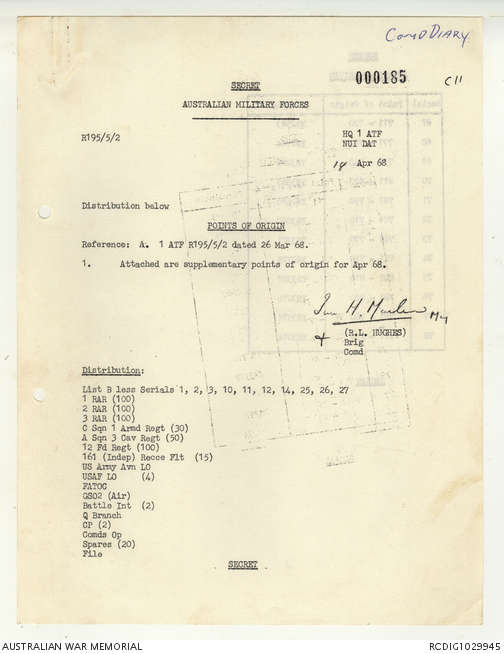 Comd DIARY.
SECRET
000185
C11
AUSTRALIAN MILITARY FORCES
R195/5/2
HQ 1 ATF
NUI DAT
18 Apr 68
Distribution below
POINTS OF ORIGIN
Reference: A. 1 ATF R195/5/2 dated 26 Mar 68.
1. Attached are supplementary points of origin for Apr 68.
Maj
(R.L. HUGHES)
Brig
Comd
Distribution:
List B less Serials 1, 2, 3, 10, 11, 12, 14, 25, 26, 27
1 RAR (100)
2 RAR (100)
3 RAR (100)
C Sqn 1 Armd Regt (30)
A Sqn 3 Cav Regt (50)
12 Fd Regt (100)
161 (Indep) Recce Flt (15)
US Army Avn LO
USAF LO (4)
FATOC
GSO2 (Air)
Battle Int (2)
Q Branch
CP (2)
Comds Op
Spares (20)
File
SECRET
AUSTRALIAN WAR MEMORIAL
RCDIG1029945